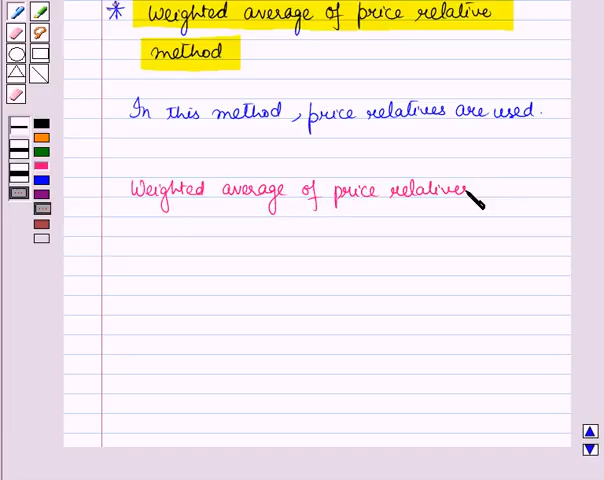 * Weighted average of price relative
method
In this method, price relatives are used.
Weighted average of price relatives